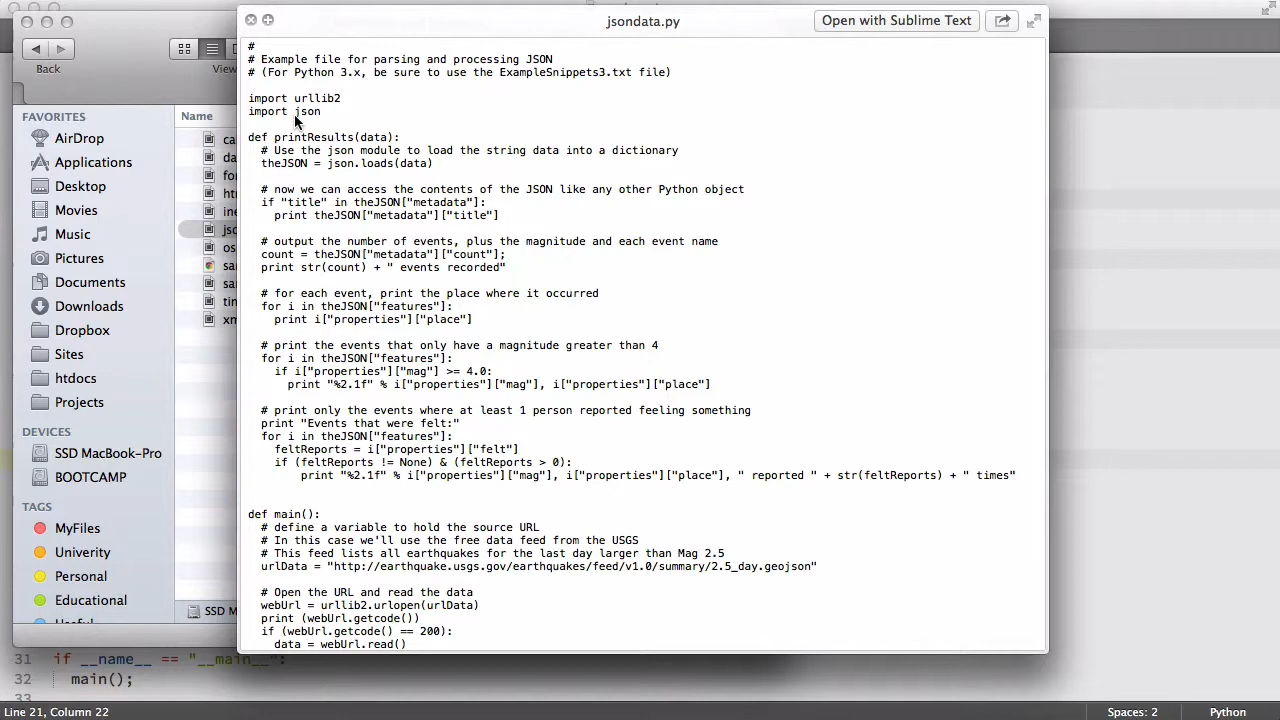 jsondata.py
Open with Sublime Text
Back
View
FAVORITES
AirDrop
Applications
Desktop
Movies
Music
Pictures
Documents
Downloads
Dropbox
Sites
htdocs
Projects
DEVICES
SSD MacBook-Pro
BOOTCAMP
TAGS
MyFiles
Univerity
Personal
Educational
Name
ca
da
for
htr
ine
jsc
os
sa
sar
tin
xm
SSD M
#
# Example file for parsing and processing JSON
# (For Python 3.x, be sure to use the ExampleSnippets3.txt file)
import urllib2
import json
def printResults(data):
# Use the json module to load the string data into a dictionary
theJSON = json.loads(data)
# now we can access the contents of the JSON like any other Python object
if "title" in theJSON["metadata"]:
print theJSON["metadata"]["title"]
# output the number of events, plus the magnitude and each event name
count = theJSON["metadata"]["count"];
print str(count) + " events recorded"
# for each event, print the place where it occurred
for i in theJSON["features"]:
print i["properties"]["place"]
# print the events that only have a magnitude greater than 4
for i in theJSON["features"]:
if i["properties"]["mag"] >= 4.0:
print "%2.1f" % i["properties"]["mag"], i["properties"]["place"]
# print only the events where at least 1 person reported feeling something
print "Events that were felt:"
for i in theJSON["features"]:
feltReports = i["properties"]["felt"]
if (feltReports != None) & (feltReports > 0):
print "%2.1f" % i["properties"]["mag"], i["properties"]["place"], " reported " + str(feltReports) + " times"
def main():
# define a variable to hold the source URL
# In this case we'll use the free data feed from the USGS
# This feed lists all earthquakes for the last day larger than Mag 2.5
urlData = "http://earthquake.usgs.gov/earthquakes/feed/v1.0/summary/2.5_day.geojson"
# Open the URL and read the data
webUrl = urllib2.urlopen(urlData)
print (webUrl.getcode())
if (webUrl.getcode() == 200):
data = webUrl.read()
31 if __name__ == "__main__":
32 main();
33
Line 21, Column 22
Spaces: 2
Python